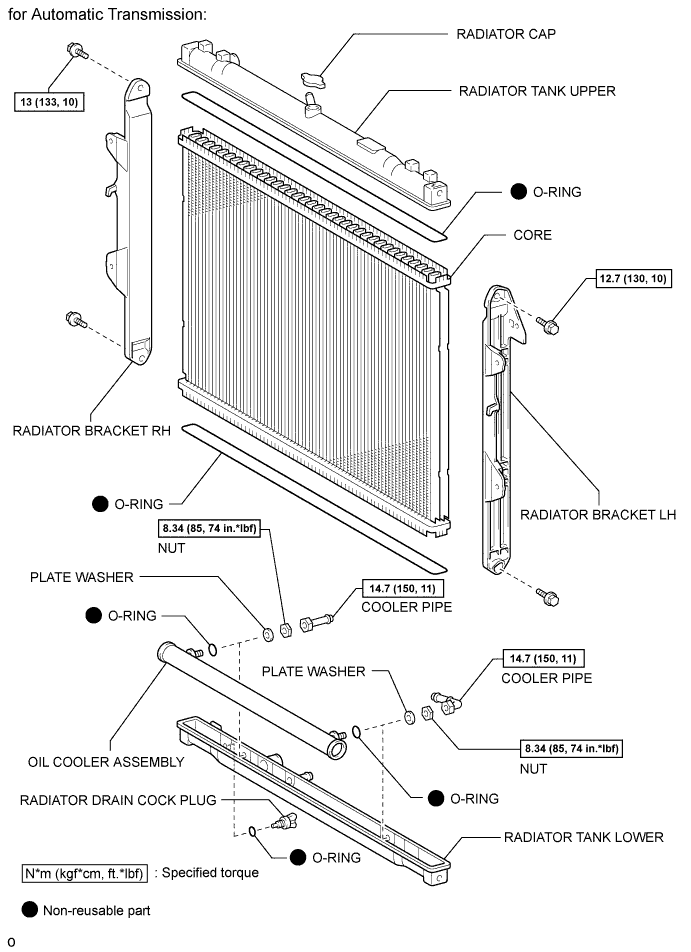 for Automatic Transmission:
RADIATOR CAP
13 (133, 10)
RADIATOR TANK UPPER
O-RING
CORE
12.7 (130, 10)
RADIATOR BRACKET RH
O-RING
RADIATOR BRACKET LH
8.34 (85, 74 in.*lbf)
NUT
PLATE WASHER
14.7 (150, 11)
COOLER PIPE
O-RING
14.7 (150, 11)
PLATE WASHER
COOLER PIPE
8.34 (85, 74 in.*lbf)
OIL COOLER ASSEMBLY
NUT
O-RING
RADIATOR DRAIN COCK PLUG
RADIATOR TANK LOWER
O-RING
N*m (kgf*cm, ft.*lbf) : Specified torque
Non-reusable part
O